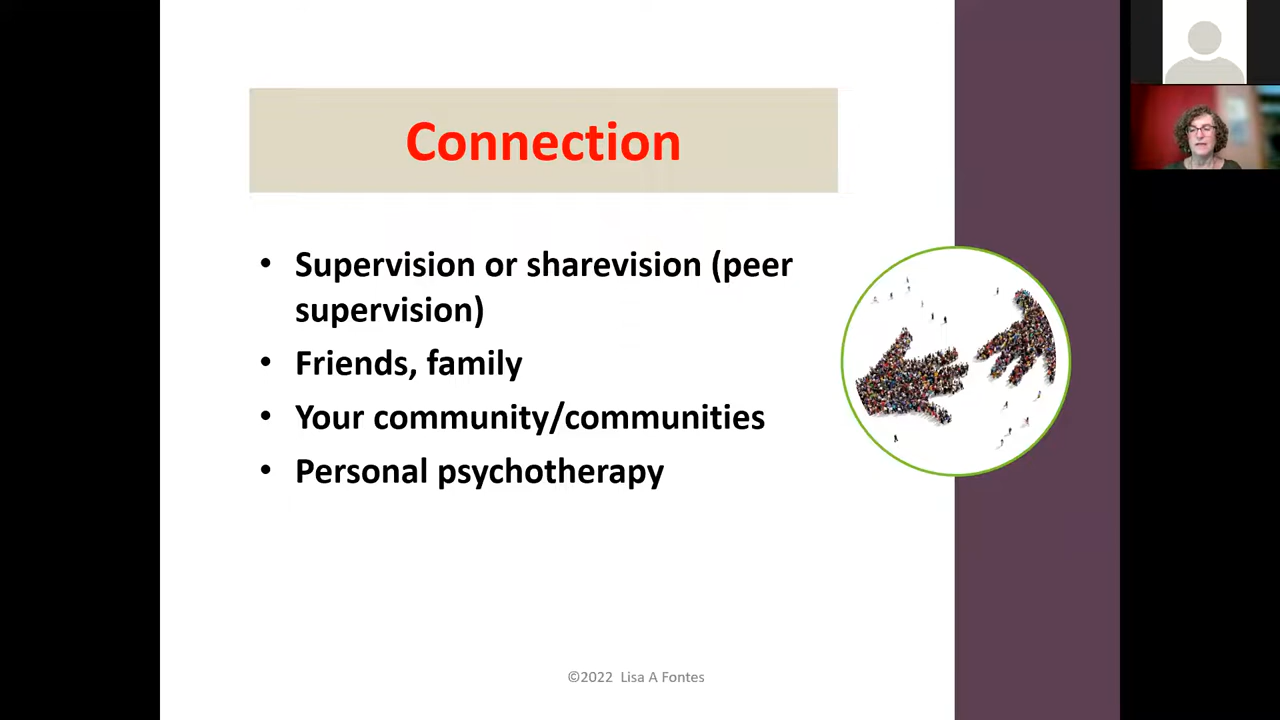 Connection
• Supervision or sharevision (peer
supervision)
• Friends, family
• Your community/communities
• Personal psychotherapy
©2022 Lisa A Fontes